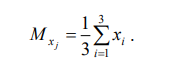 M_{x_j} = \frac{1}{3} \sum_{i=1}^{3} x_i .